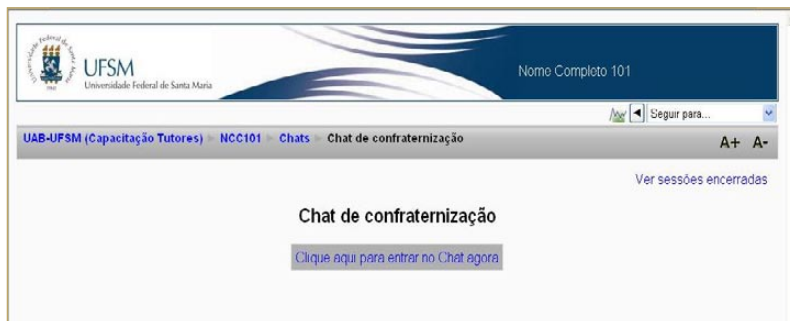 UFSM
Universidade Federal de Santa Maria
Nome Completo 101
Seguir para...
UAB-UFSM (Capacitação Tutores) NCC101 Chats Chat de confraternização
A+ A-
Ver sessões encerradas
Chat de confraternização
Clique aqui para entrar no Chat agora